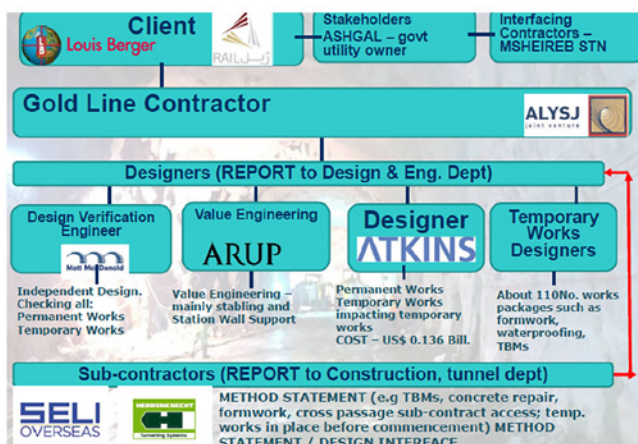 Client
Louis Berger
RAIL ريل
Stakeholders
ASHGAL – govt
utility owner
Interfacing
Contractors –
MSHEIREB STN
Gold Line Contractor
ALYSJ
joint venture
Designers (REPORT to Design & Eng. Dept)
Design Verification
Engineer
Mott MacDonald
Value Engineering
ARUP
Designer
ATKINS
Temporary
Works
Designers
Independent Design.
Checking all:
Permanent Works
Temporary Works
Value Engineering –
mainly stabling and
Station Wall Support
Permanent Works
Temporary Works
impacting temporary
works
COST – US$ 0.136 Bill.
About 110No. works
packages such as
formwork,
waterproofing,
TBMs
Sub-contractors (REPORT to Construction, tunnel dept)
SELI
OVERSEAS
HERRENKNECHT
Tunnelling Systems
METHOD STATEMENT (e.g TBMs, concrete repair,
formwork, cross passage sub-contract access; temp.
works in place before commencement) METHOD
STATEMENT / DESIGN INTERFACE